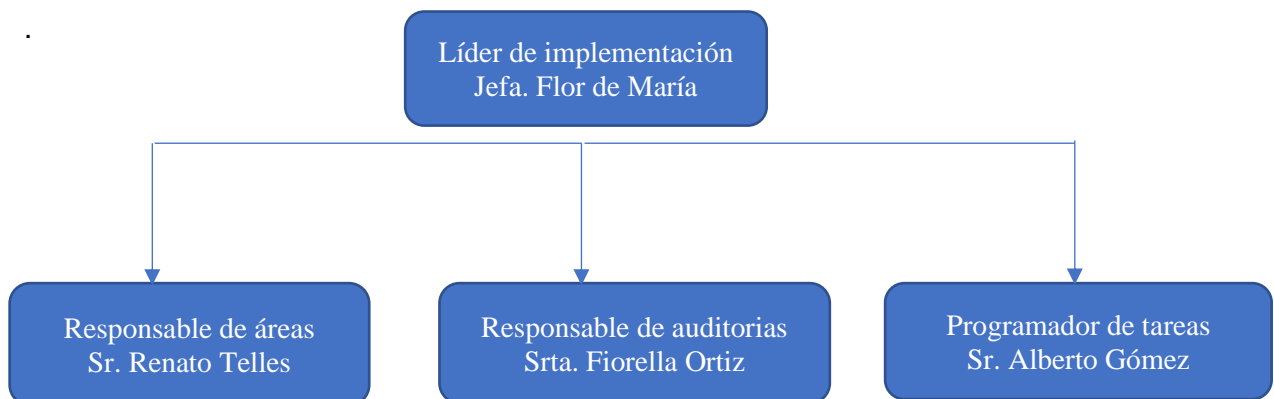 .
Líder de implementación
Jefa. Flor de María
Responsable de áreas
Sr. Renato Telles
Responsable de auditorias
Srta. Fiorella Ortiz
Programador de tareas
Sr. Alberto Gómez